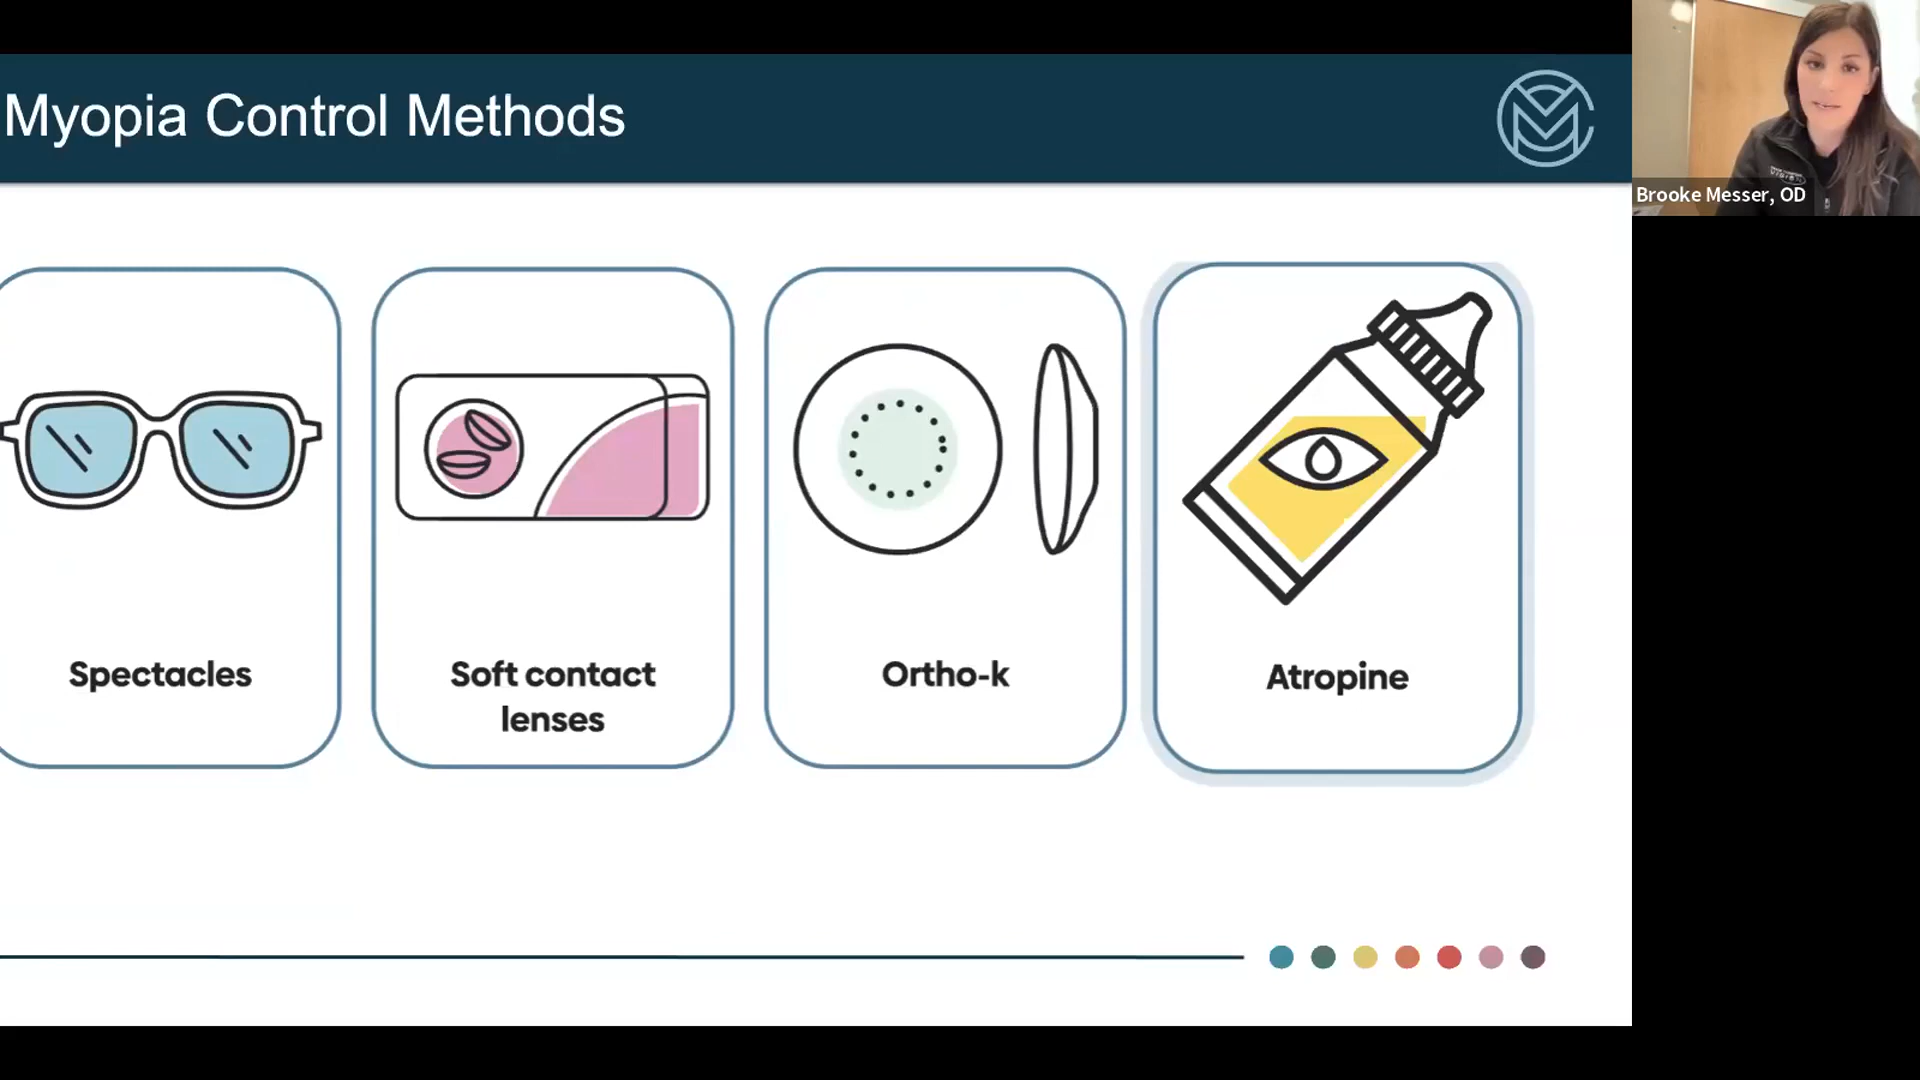 Myopia Control Methods
Brooke Messer, OD
Spectacles
Soft contact
lenses
Ortho-k
Atropine